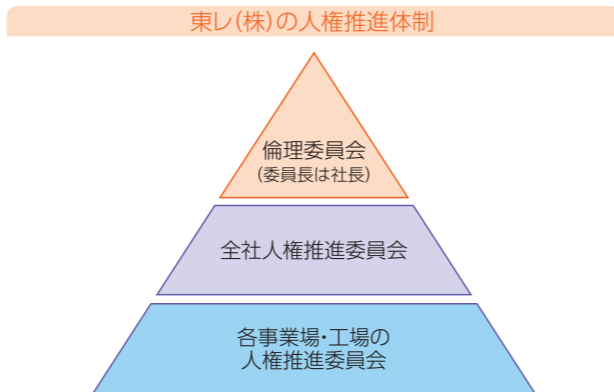 東レ(株)の人権推進体制
倫理委員会
(委員長は社長)
全社人権推進委員会
各事業場・工場の
人権推進委員会